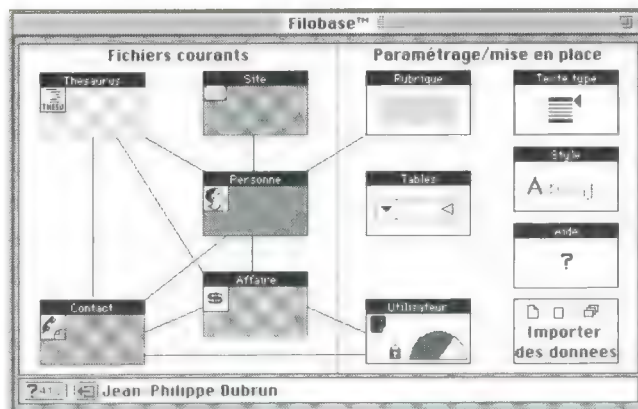 Filobase™
Fichiers courants
Paramétrage/mise en place
Thesaurus
Site
Rubrique
Texte type
THESO
Style
Personne
Tables
A
Aide
?
Affaire
Contact
Utilisateur
Importer
des donnees
?
Jean Philippe Dubrun